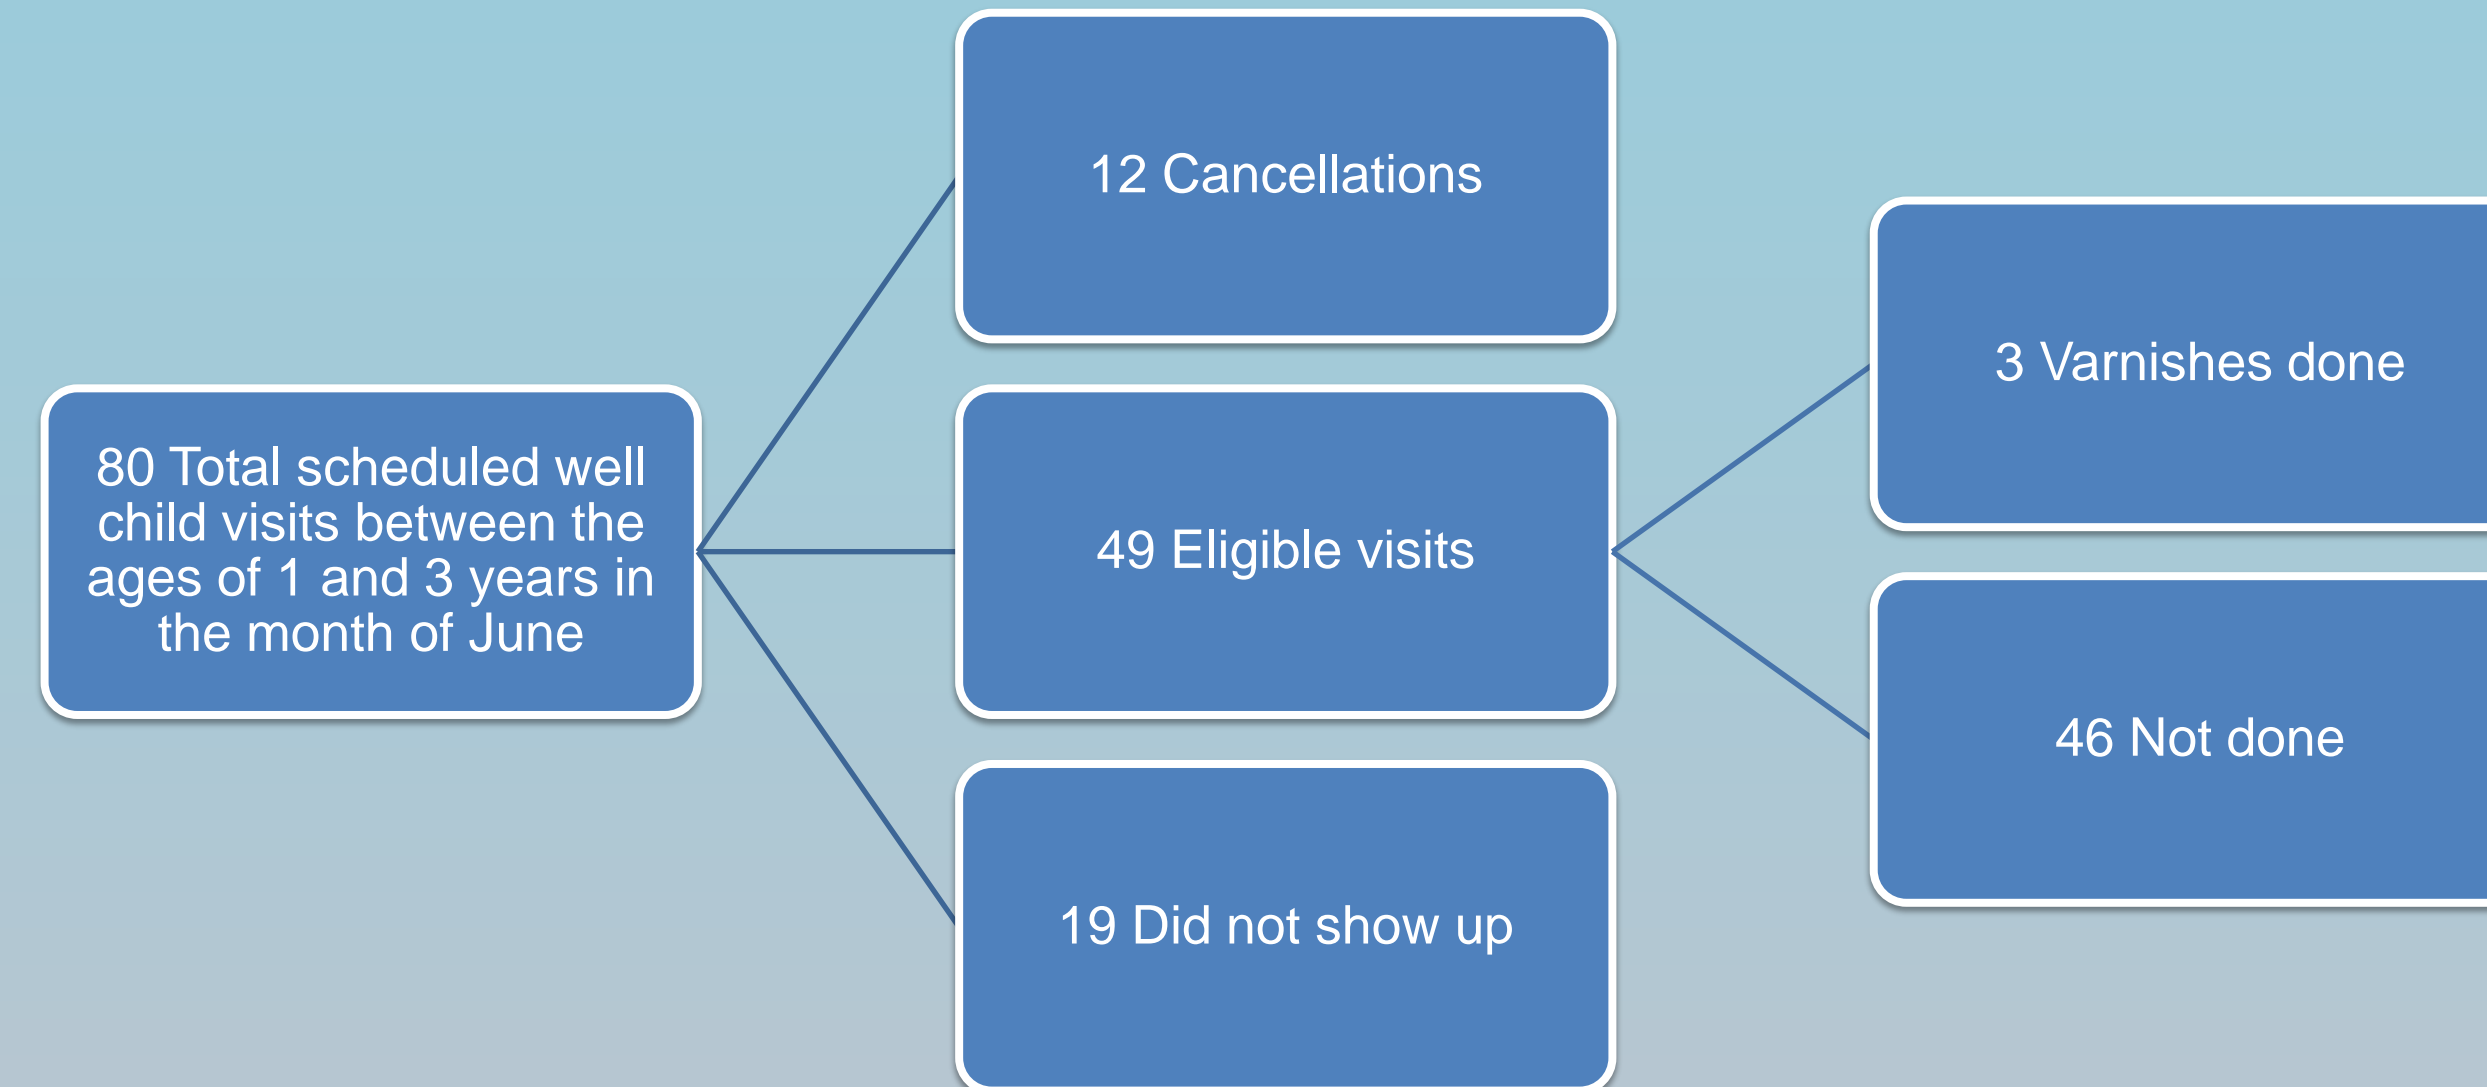 80 Total scheduled well
child visits between the
ages of 1 and 3 years in
the month of June
12 Cancellations
49 Eligible visits
19 Did not show up
3 Varnishes done
46 Not done